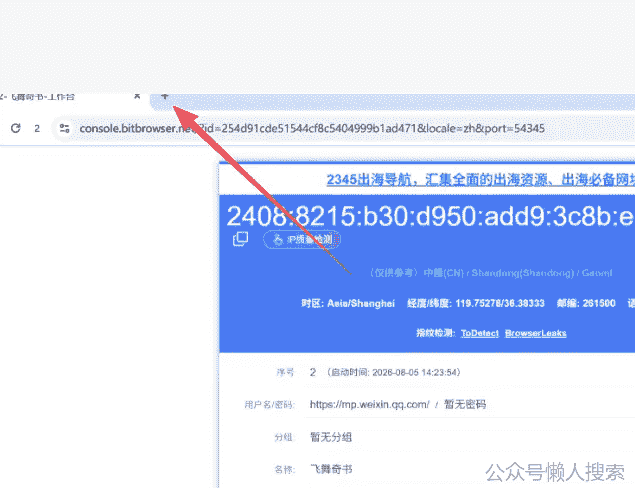 2- 飞舞奇书-工作台 × +
2 console.bitbrowser.net/?id=254d91cde51544cf8c5404999b1ad471&locale=zh&port=54345
2345出海导航，汇集全面的出海资源、出海必备网址
2408:8215:b30:d950:add9:3c8b:e
IP质量检测
（仅供参考）中国(CN) / Shandong(Shandong) / Gaomi
时区: Asia/Shanghai 经度/纬度: 119.75278/36.38333 邮编: 261500 语
指纹检测: ToDetect BrowserLeaks
序号 2 （启动时间: 2026-08-05 14:23:54）
用户名/密码: https://mp.weixin.qq.com/ / 暂无密码
分组: 暂无分组
名称: 飞舞奇书
公众号懒人搜索